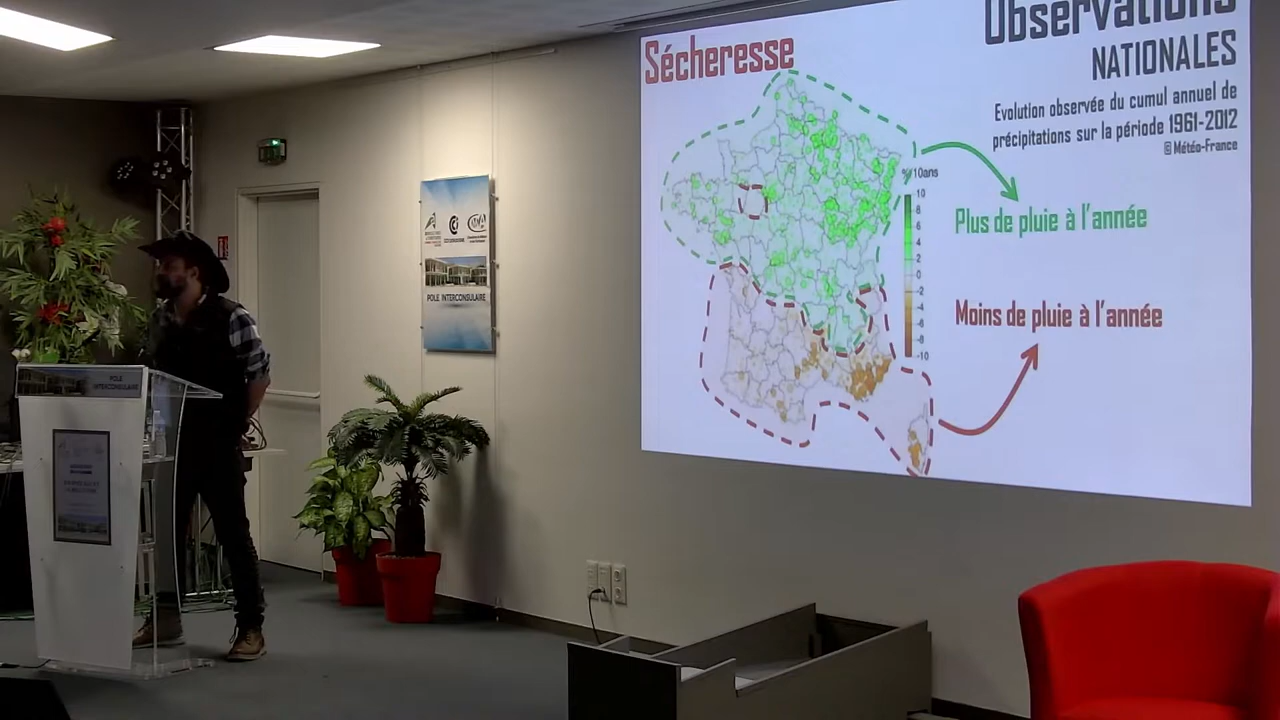 Sécheresse
Observations
NATIONALES
Evolution observée du cumul annuel de
précipitations sur la période 1961-2012
© Météo-France
%/10ans
10
8
6
4
2
0
-2
-4
-6
-8
-10
Plus de pluie à l'année
Moins de pluie à l'année
POLE INTERCONSULAIRE
POLE
INTERCONSULAIRE